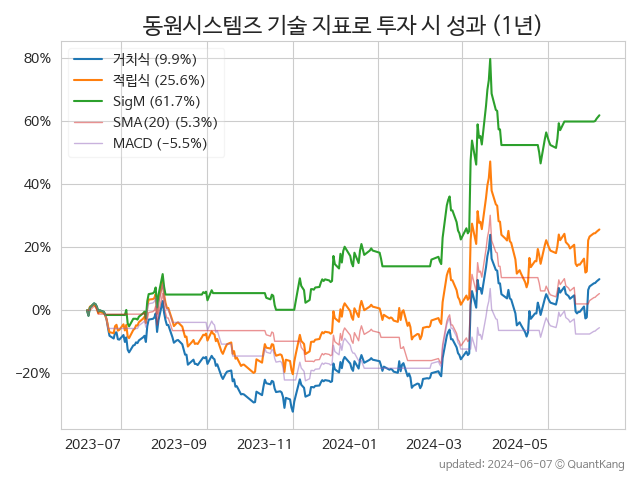 동원시스템즈 기술 지표로 투자 시 성과 (1년)
80%
60%
40%
20%
0%
−20%
거치식 (9.9%)
적립식 (25.6%)
SigM (61.7%)
SMA(20) (5.3%)
MACD (−5.5%)
2023-07
2023-09
2023-11
2024-01
2024-03
2024-05
updated: 2024-06-07 © QuantKang